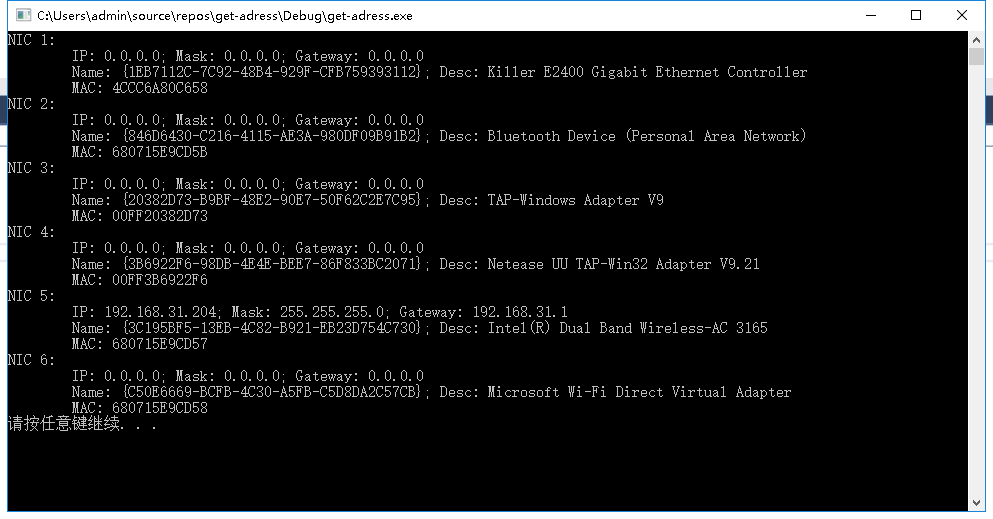 C:\Users\admin\source\repos\get-adress\Debug\get-adress.exe
NIC 1:
IP: 0.0.0.0; Mask: 0.0.0.0; Gateway: 0.0.0.0
Name: {1EB7112C-7C92-48B4-929F-CFB759393112}; Desc: Killer E2400 Gigabit Ethernet Controller
MAC: 4CCC6A80C658
NIC 2:
IP: 0.0.0.0; Mask: 0.0.0.0; Gateway: 0.0.0.0
Name: {846D6430-C216-4115-AE3A-980DF09B91B2}; Desc: Bluetooth Device (Personal Area Network)
MAC: 680715E9CD5B
NIC 3:
IP: 0.0.0.0; Mask: 0.0.0.0; Gateway: 0.0.0.0
Name: {20382D73-B9BF-48E2-90E7-50F62C2E7C95}; Desc: TAP-Windows Adapter V9
MAC: 00FF20382D73
NIC 4:
IP: 0.0.0.0; Mask: 0.0.0.0; Gateway: 0.0.0.0
Name: {3B6922F6-98DB-4E4E-BEE7-86F833BC2071}; Desc: Netease UU TAP-Win32 Adapter V9.21
MAC: 00FF3B6922F6
NIC 5:
IP: 192.168.31.204; Mask: 255.255.255.0; Gateway: 192.168.31.1
Name: {3C195BF5-13EB-4C82-B921-EB23D754C730}; Desc: Intel(R) Dual Band Wireless-AC 3165
MAC: 680715E9CD57
NIC 6:
IP: 0.0.0.0; Mask: 0.0.0.0; Gateway: 0.0.0.0
Name: {C50E6669-BCFB-4C30-A5FB-C5D8DA2C57CB}; Desc: Microsoft Wi-Fi Direct Virtual Adapter
MAC: 680715E9CD58
请按任意键继续. . .